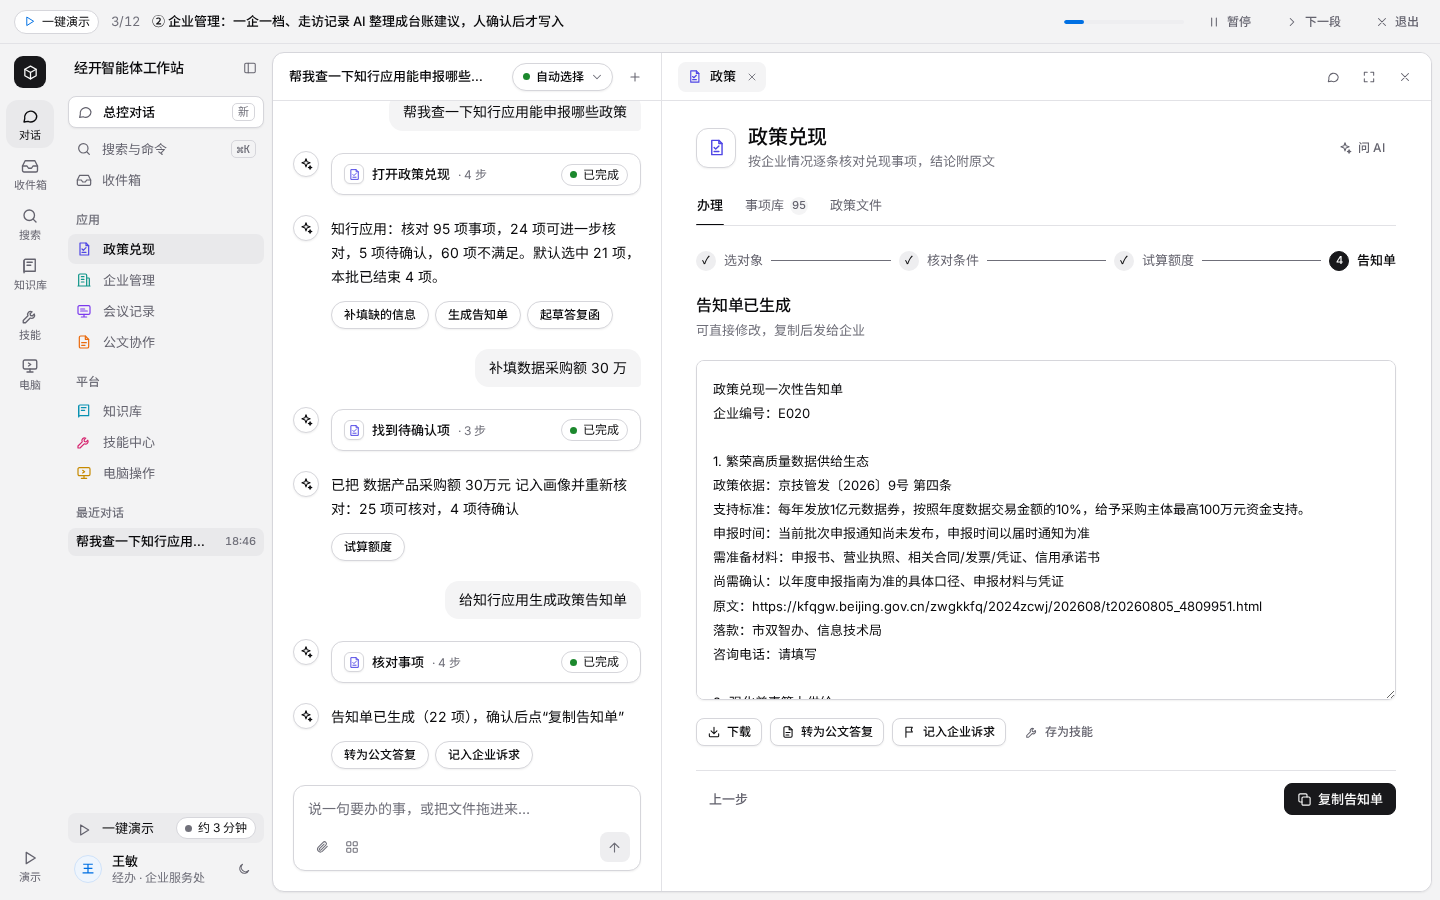 一键演示
3/12
② 企业管理：一企一档、走访记录 AI 整理成台账建议，人确认后才写入
暂停
下一段
退出
对话
收件箱
搜索
知识库
技能
电脑
演示
经开智能体工作站
总控对话
新
搜索与命令
⌘K
收件箱
应用
政策兑现
企业管理
会议记录
公文协作
平台
知识库
技能中心
电脑操作
最近对话
帮我查一下知行应用...
18:46
一键演示
约 3 分钟
王
王敏
经办 · 企业服务处
帮我查一下知行应用能申报哪些...
自动选择
帮我查一下知行应用能申报哪些政策
打开政策兑现 · 4 步
已完成
知行应用：核对 95 项事项，24 项可进一步核
对，5 项待确认，60 项不满足。默认选中 21 项，
本批已结束 4 项。
补填缺的信息
生成告知单
起草答复函
补填数据采购额 30 万
找到待确认项 · 3 步
已完成
已把 数据产品采购额 30万元 记入画像并重新核
对：25 项可核对，4 项待确认
试算额度
给知行应用生成政策告知单
核对事项 · 4 步
已完成
告知单已生成（22 项），确认后点“复制告知单”
转为公文答复
记入企业诉求
说一句要办的事，或把文件拖进来...
政策
政策兑现
按企业情况逐条核对兑现事项，结论附原文
问 AI
办理
事项库 95
政策文件
选对象
核对条件
试算额度
4 告知单
告知单已生成
可直接修改，复制后发给企业
政策兑现一次性告知单
企业编号：E020
1. 繁荣高质量数据供给生态
政策依据：京技管发〔2026〕9号 第四条
支持标准：每年发放1亿元数据券，按照年度数据交易金额的10%，给予采购主体最高100万元资金支持。
申报时间：当前批次申报通知尚未发布，申报时间以届时通知为准
需准备材料：申报书、营业执照、相关合同/发票/凭证、信用承诺书
尚需确认：以年度申报指南为准的具体口径、申报材料与凭证
原文：https://kfqgw.beijing.gov.cn/zwgkkfq/2024zcwj/202608/t20260805_4809951.html
落款：市双智办、信息技术局
咨询电话：请填写
下载
转为公文答复
记入企业诉求
存为技能
上一步
复制告知单